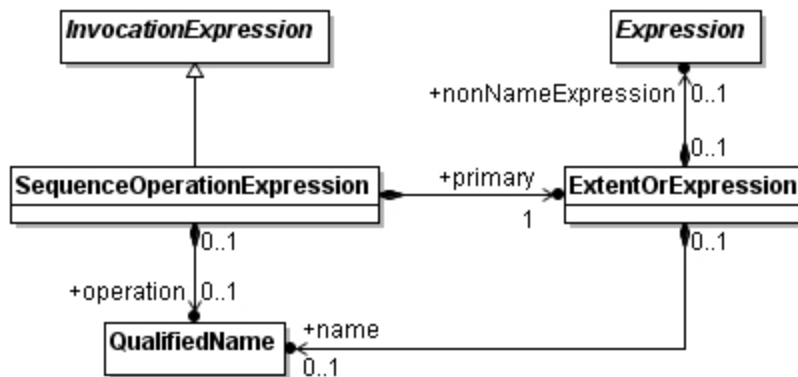 InvocationExpression
Expression
+nonNameExpression
0..1
0..1
SequenceOperationExpression
+primary
1
ExtentOrExpression
0..1
0..1
+operation
0..1
QualifiedName
+name
0..1